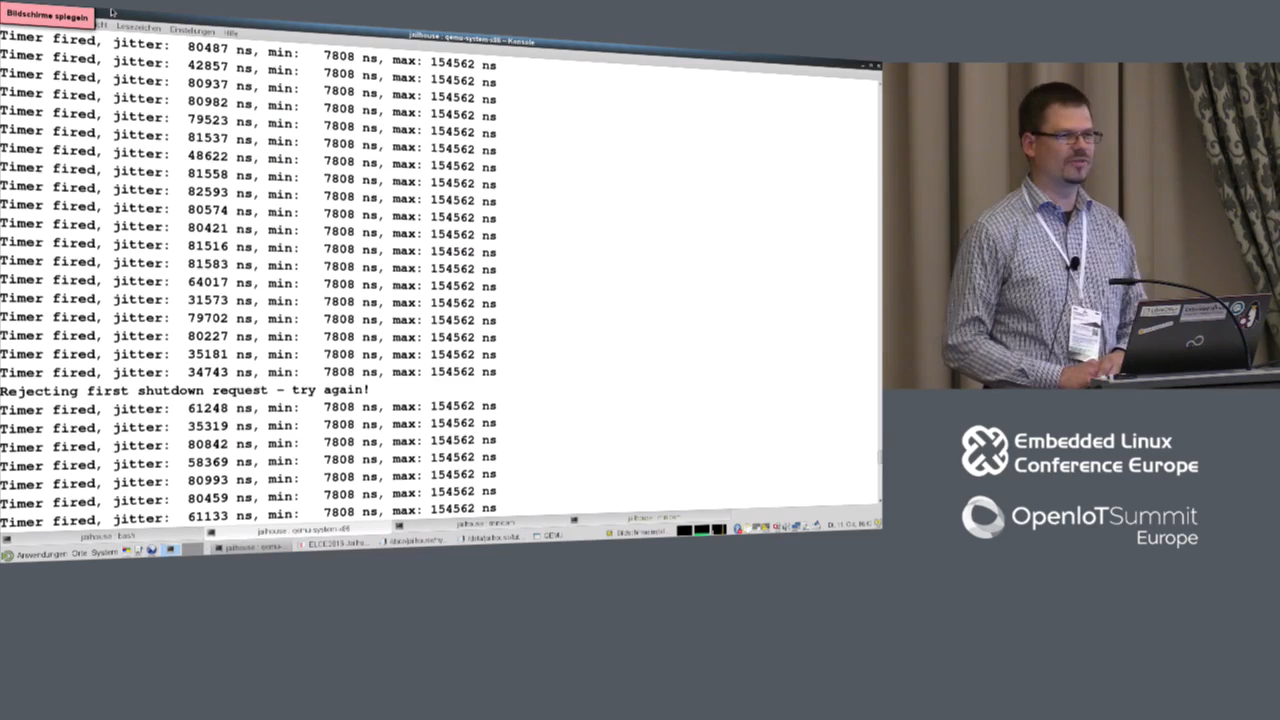 Bildschirme spiegeln
Lesezeichen Einstellungen Hilfe
jailhouse : qemu-system-x86 – Konsole
Timer fired, jitter: 80487 ns, min: 7808 ns, max: 154562 ns
Timer fired, jitter: 42857 ns, min: 7808 ns, max: 154562 ns
Timer fired, jitter: 80937 ns, min: 7808 ns, max: 154562 ns
Timer fired, jitter: 80982 ns, min: 7808 ns, max: 154562 ns
Timer fired, jitter: 79523 ns, min: 7808 ns, max: 154562 ns
Timer fired, jitter: 81537 ns, min: 7808 ns, max: 154562 ns
Timer fired, jitter: 48622 ns, min: 7808 ns, max: 154562 ns
Timer fired, jitter: 81558 ns, min: 7808 ns, max: 154562 ns
Timer fired, jitter: 82593 ns, min: 7808 ns, max: 154562 ns
Timer fired, jitter: 80574 ns, min: 7808 ns, max: 154562 ns
Timer fired, jitter: 80421 ns, min: 7808 ns, max: 154562 ns
Timer fired, jitter: 81516 ns, min: 7808 ns, max: 154562 ns
Timer fired, jitter: 81583 ns, min: 7808 ns, max: 154562 ns
Timer fired, jitter: 64017 ns, min: 7808 ns, max: 154562 ns
Timer fired, jitter: 31573 ns, min: 7808 ns, max: 154562 ns
Timer fired, jitter: 79702 ns, min: 7808 ns, max: 154562 ns
Timer fired, jitter: 80227 ns, min: 7808 ns, max: 154562 ns
Timer fired, jitter: 35181 ns, min: 7808 ns, max: 154562 ns
Timer fired, jitter: 34743 ns, min: 7808 ns, max: 154562 ns
Rejecting first shutdown request – try again!
Timer fired, jitter: 61248 ns, min: 7808 ns, max: 154562 ns
Timer fired, jitter: 35319 ns, min: 7808 ns, max: 154562 ns
Timer fired, jitter: 80842 ns, min: 7808 ns, max: 154562 ns
Timer fired, jitter: 58369 ns, min: 7808 ns, max: 154562 ns
Timer fired, jitter: 80993 ns, min: 7808 ns, max: 154562 ns
Timer fired, jitter: 80459 ns, min: 7808 ns, max: 154562 ns
Timer fired, jitter: 61133 ns, min: 7808 ns, max: 154562 ns
jailhouse : bash jailhouse : qemu-system-x86 jailhouse : minicom
Anwendungen Orte System
Embedded Linux
Conference Europe
OpenIoTSummit
Europe